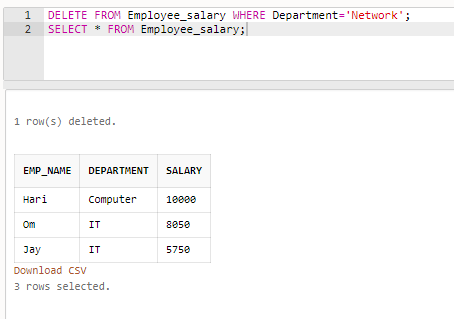 1 DELETE FROM Employee_salary WHERE Department='Network';
2 SELECT * FROM Employee_salary;
1 row(s) deleted.
EMP_NAME DEPARTMENT SALARY
Hari Computer 10000
Om IT 8050
Jay IT 5750
Download CSV
3 rows selected.